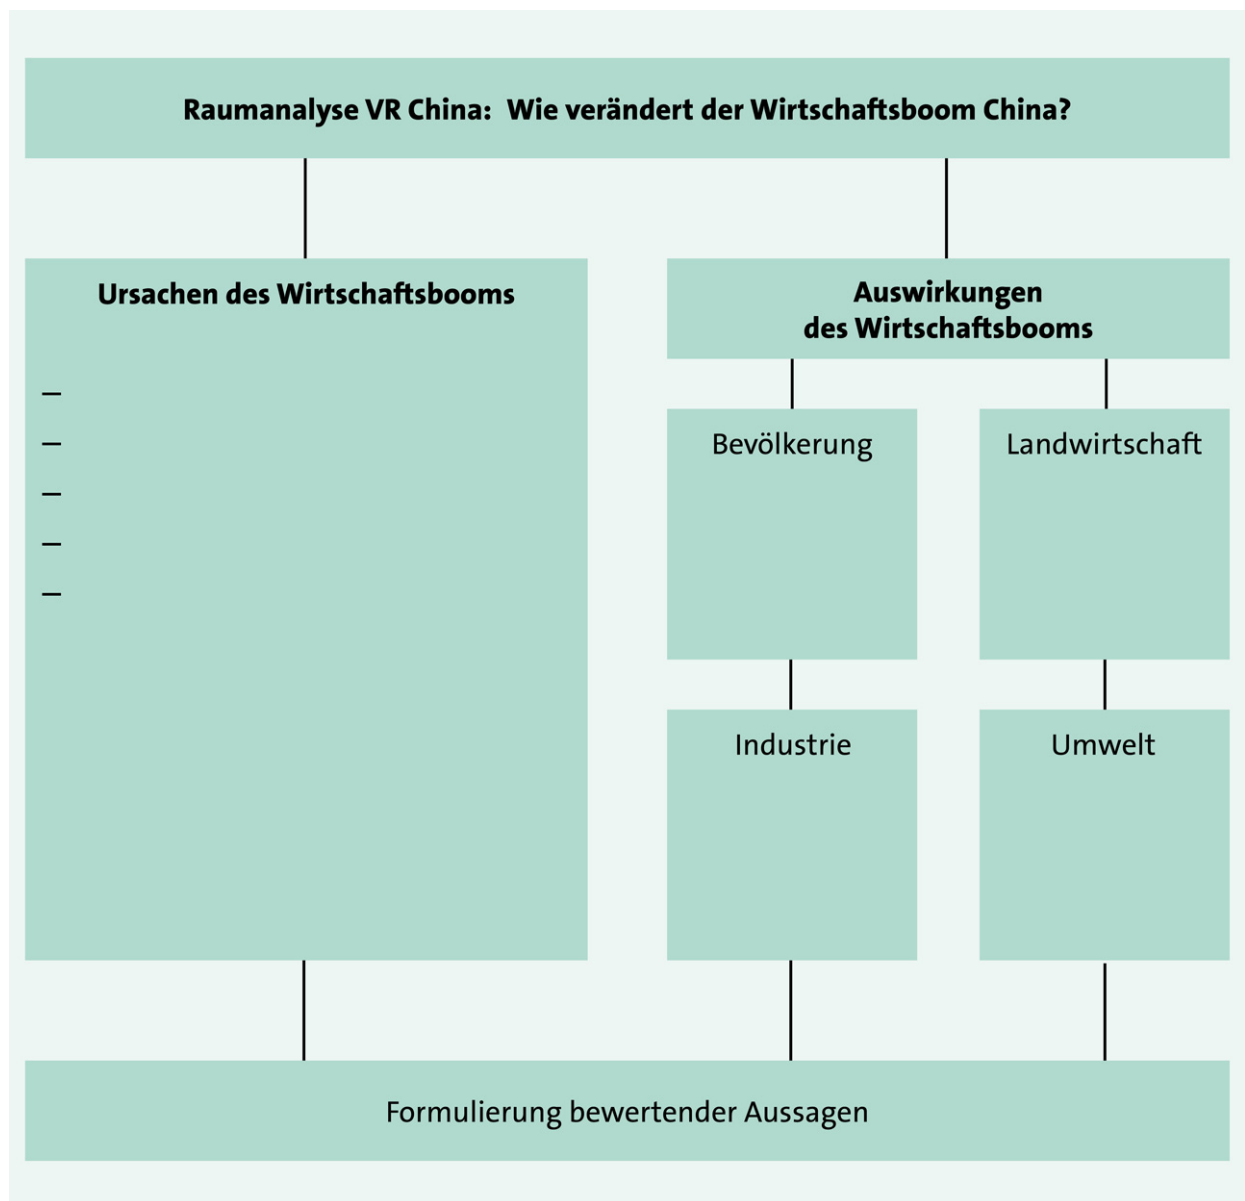 Raumanalyse VR China: Wie verändert der Wirtschaftsboom China?
Ursachen des Wirtschaftsbooms
–
–
–
–
–
Auswirkungen
des Wirtschaftsbooms
Bevölkerung
Landwirtschaft
Industrie
Umwelt
Formulierung bewertender Aussagen